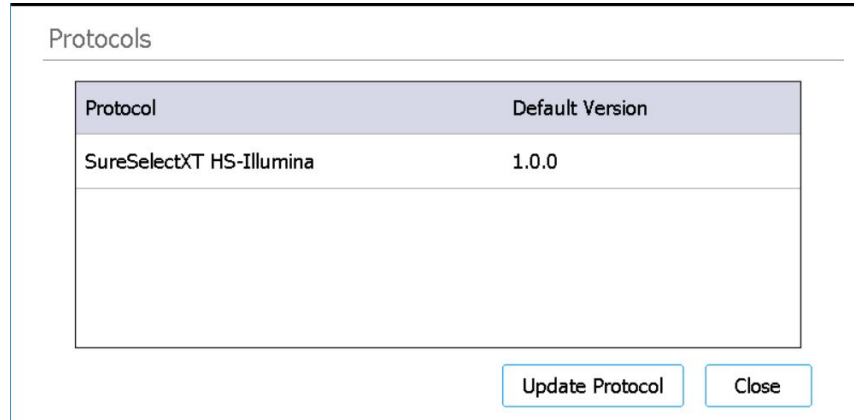 Protocols
Protocol Default Version
SureSelectXT HS-Illumina 1.0.0
Update Protocol Close